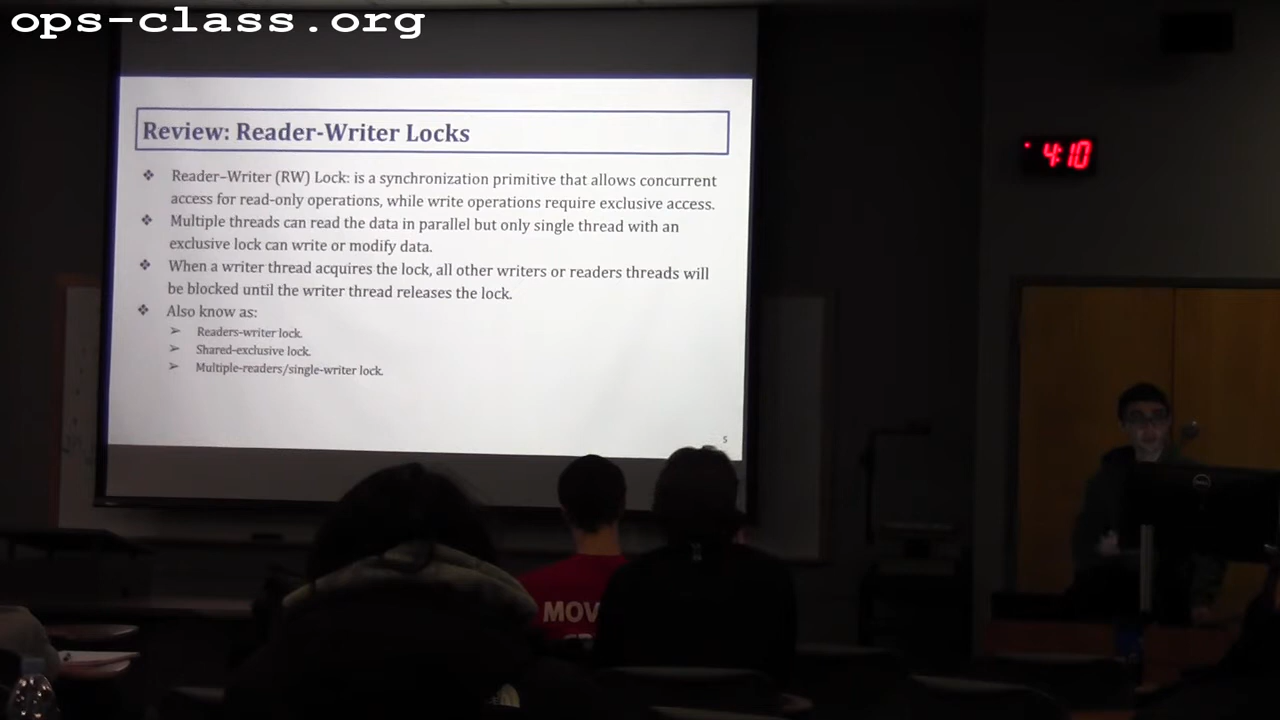 ops-class.org
Review: Reader-Writer Locks
4:10
❖ Reader–Writer (RW) Lock: is a synchronization primitive that allows concurrent
access for read-only operations, while write operations require exclusive access.
❖ Multiple threads can read the data in parallel but only single thread with an
exclusive lock can write or modify data.
❖ When a writer thread acquires the lock, all other writers or readers threads will
be blocked until the writer thread releases the lock.
❖ Also know as:
➢ Readers-writer lock.
➢ Shared-exclusive lock.
➢ Multiple-readers/single-writer lock.
5
DELL
MOV